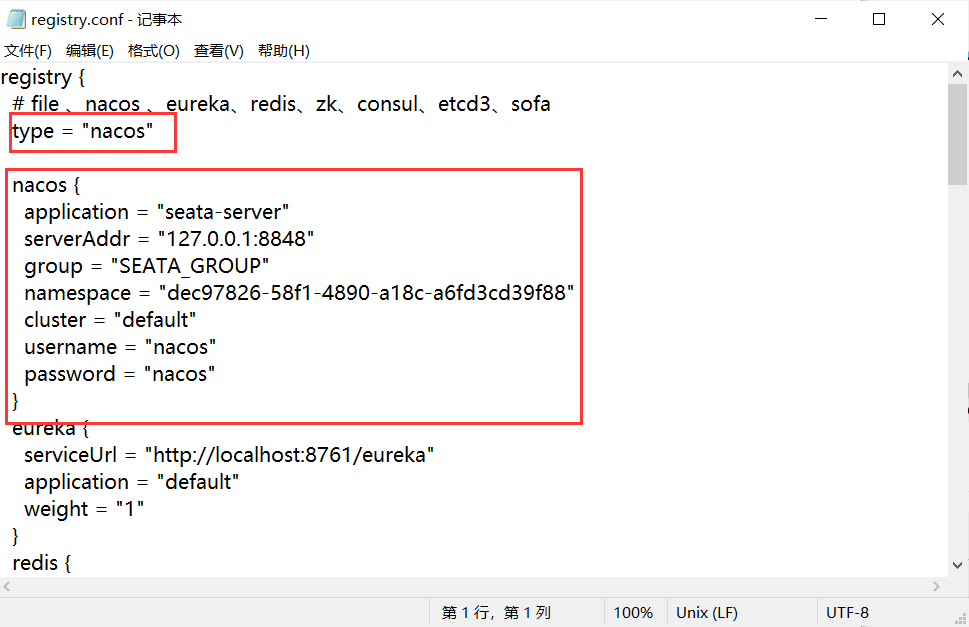 registry.conf - 记事本
文件(F) 编辑(E) 格式(O) 查看(V) 帮助(H)
registry {
# file 、nacos 、eureka、redis、zk、consul、etcd3、sofa
type = "nacos"
nacos {
application = "seata-server"
serverAddr = "127.0.0.1:8848"
group = "SEATA_GROUP"
namespace = "dec97826-58f1-4890-a18c-a6fd3cd39f88"
cluster = "default"
username = "nacos"
password = "nacos"
}
eureka {
serviceUrl = "http://localhost:8761/eureka"
application = "default"
weight = "1"
}
redis {
第 1 行，第 1 列 100% Unix (LF) UTF-8